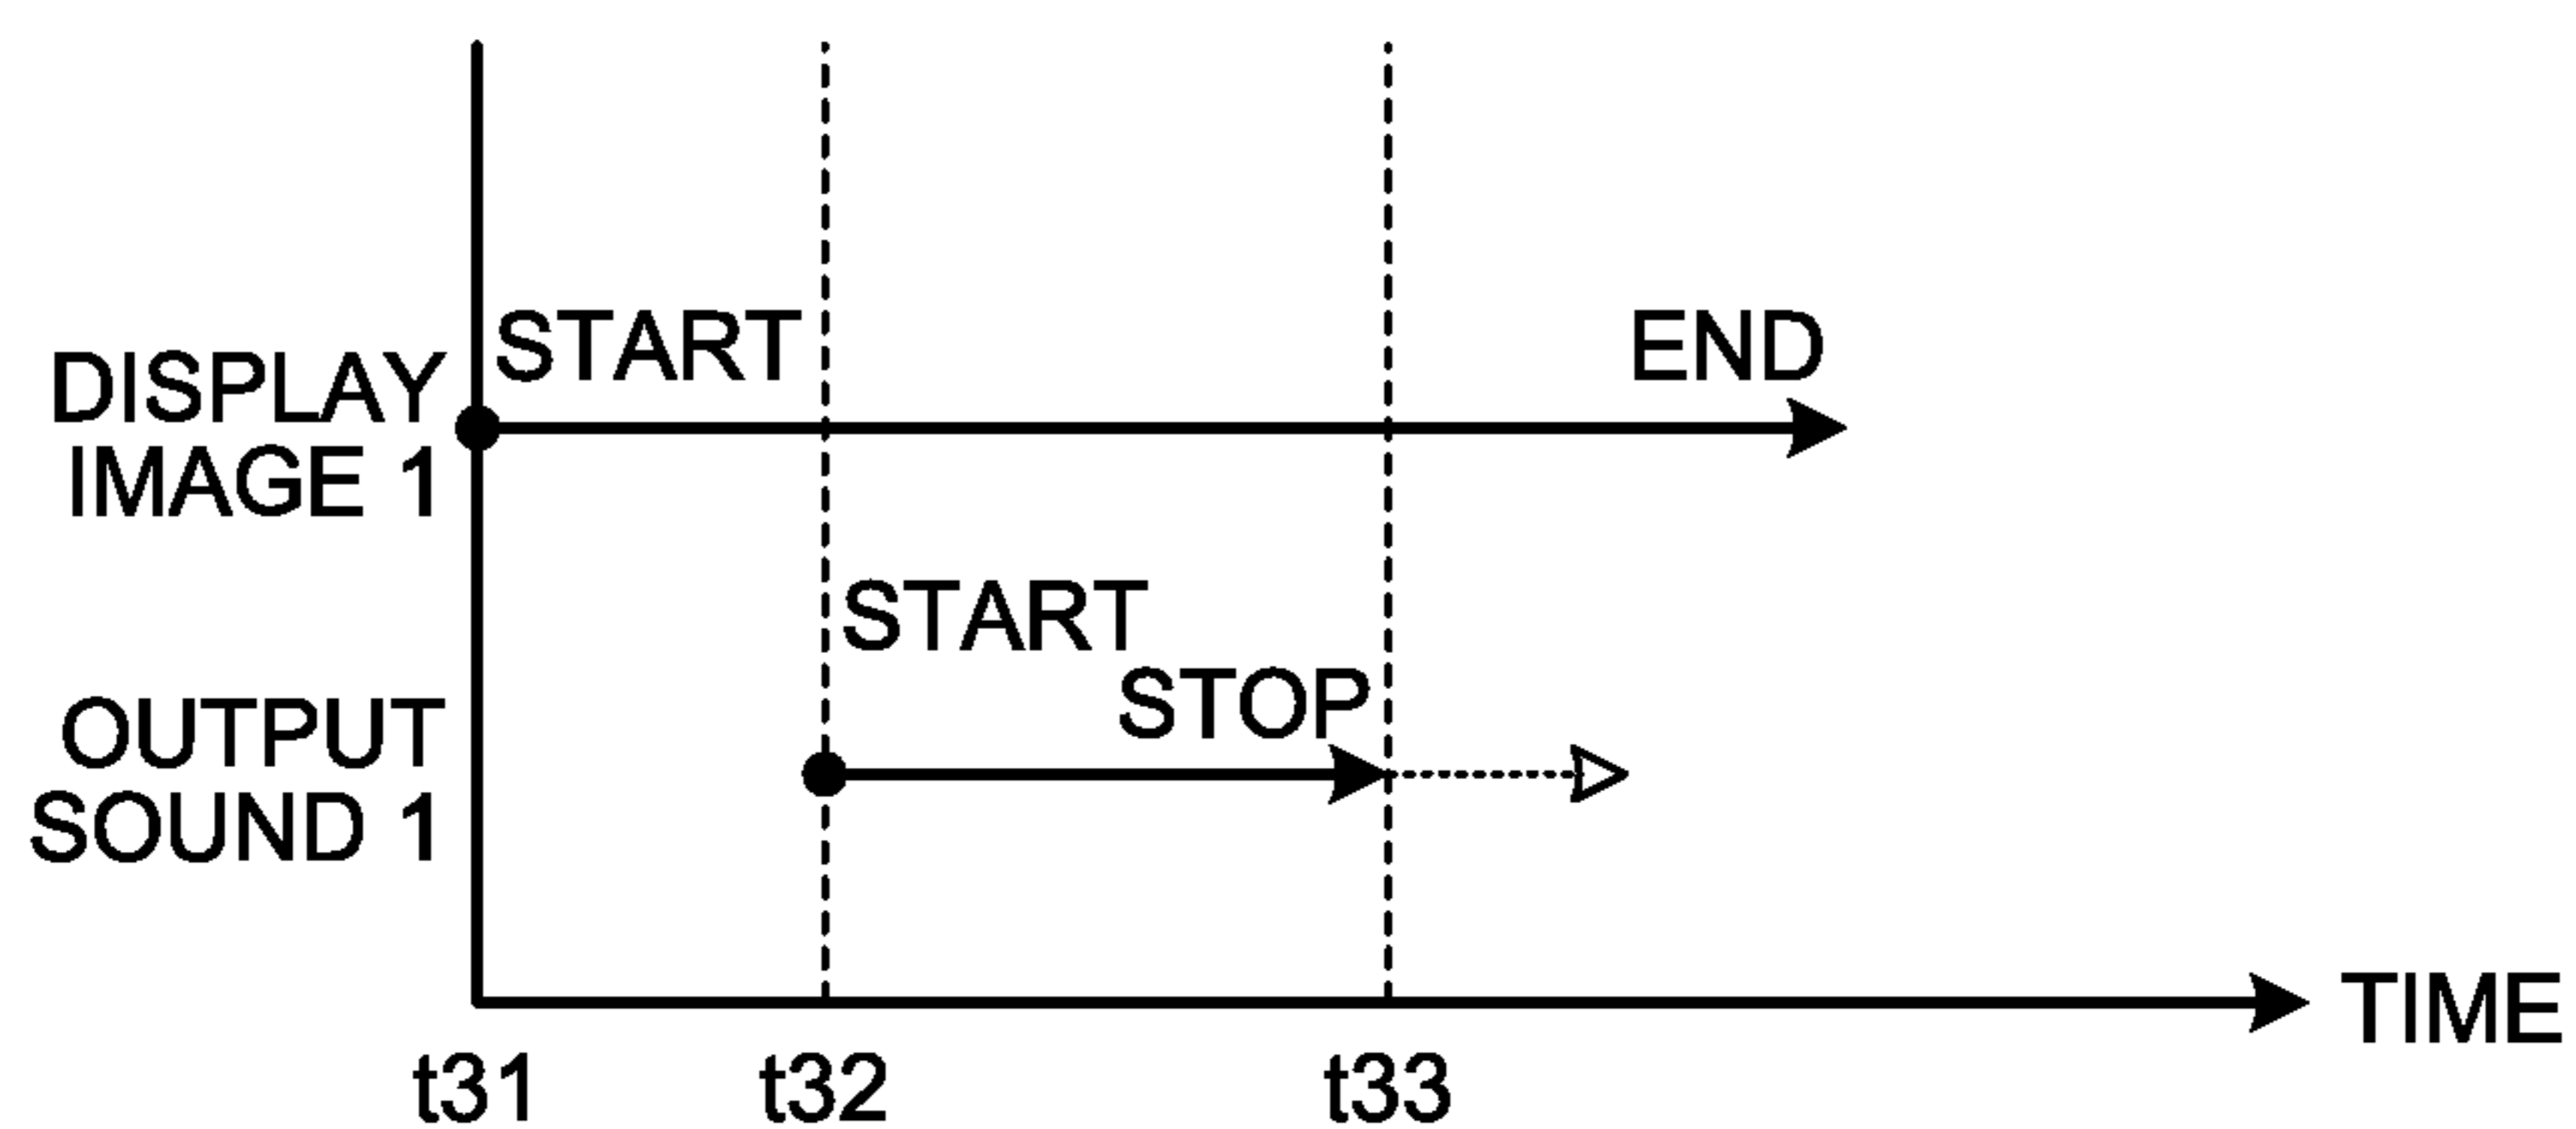 START
END
DISPLAY
IMAGE 1
START
STOP
OUTPUT
SOUND 1
TIME
t31
t32
t33